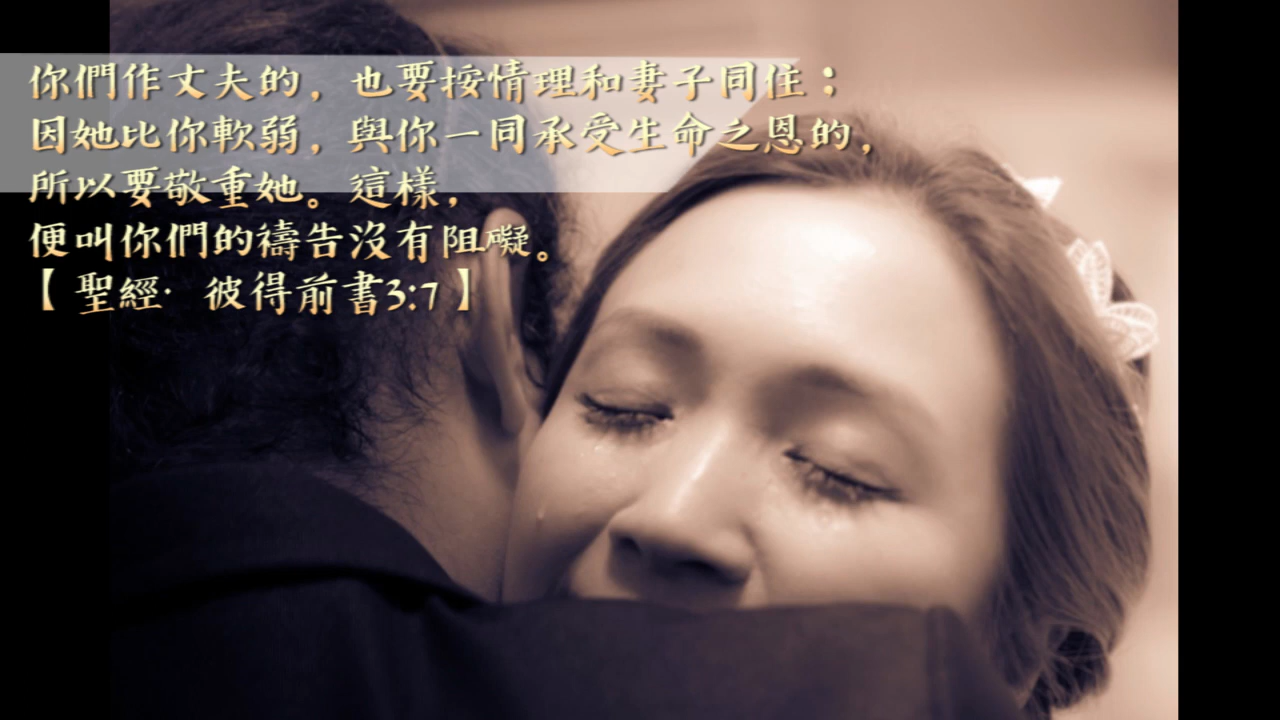 你們作丈夫的，也要按情理和妻子同住；
因她比你軟弱，與你一同承受生命之恩的，
所以要敬重她。這樣，
便叫你們的禱告沒有阻礙。
【聖經·彼得前書3:7】